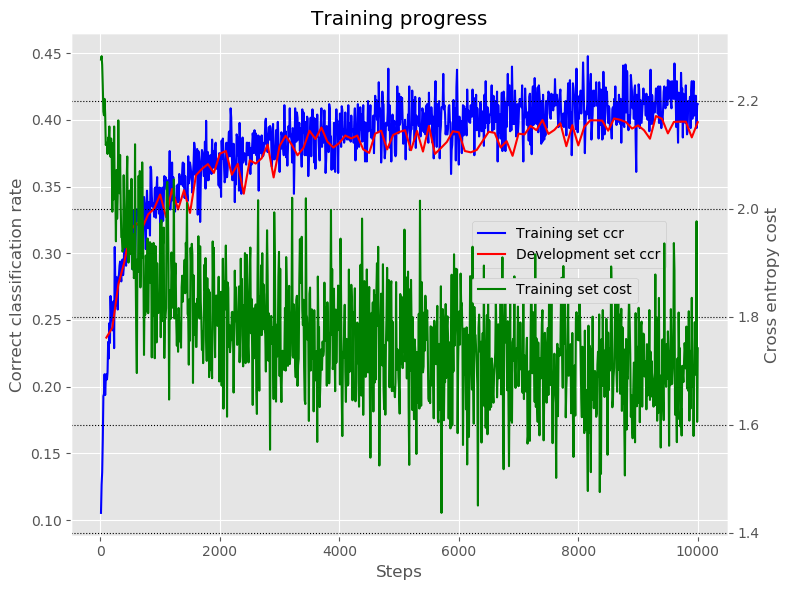 Training progress
Correct classification rate
0.45
0.40
0.35
0.30
0.25
0.20
0.15
0.10
Training set ccr
Development set ccr
Training set cost
2.2
2.0
1.8
1.6
1.4
Cross entropy cost
0
2000
4000
6000
8000
10000
Steps